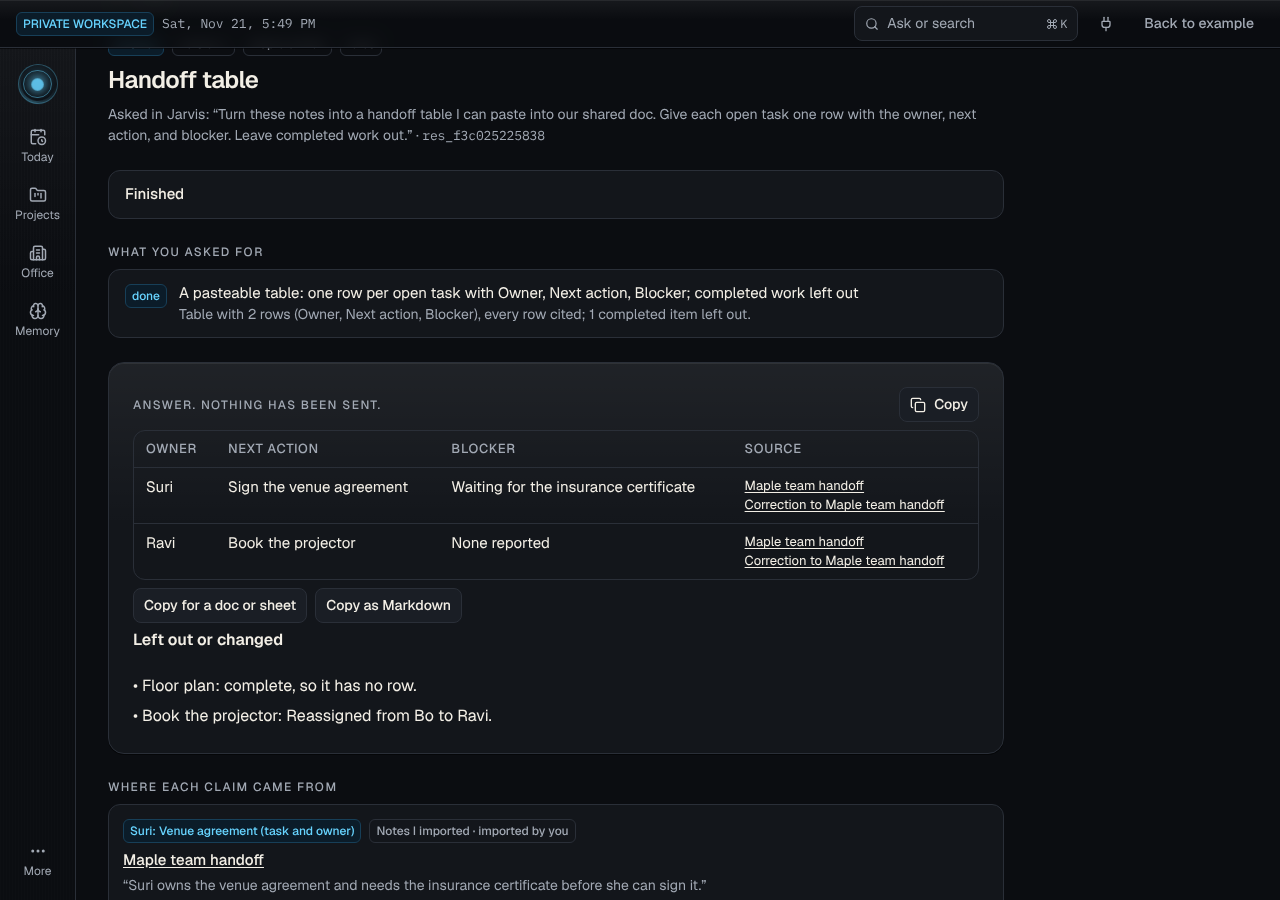 PRIVATE WORKSPACE Sat, Nov 21, 5:49 PM Ask or search ⌘K Back to example
Handoff table
Asked in Jarvis: “Turn these notes into a handoff table I can paste into our shared doc. Give each open task one row with the owner, next
action, and blocker. Leave completed work out.” · res_f3c025225838
Today
Projects
Office
Memory
More
Finished
WHAT YOU ASKED FOR
done A pasteable table: one row per open task with Owner, Next action, Blocker; completed work left out
Table with 2 rows (Owner, Next action, Blocker), every row cited; 1 completed item left out.
ANSWER. NOTHING HAS BEEN SENT. Copy
OWNER NEXT ACTION BLOCKER SOURCE
Suri Sign the venue agreement Waiting for the insurance certificate Maple team handoff
Correction to Maple team handoff
Ravi Book the projector None reported Maple team handoff
Correction to Maple team handoff
Copy for a doc or sheet Copy as Markdown
Left out or changed
• Floor plan: complete, so it has no row.
• Book the projector: Reassigned from Bo to Ravi.
WHERE EACH CLAIM CAME FROM
Suri: Venue agreement (task and owner) Notes I imported · imported by you
Maple team handoff
“Suri owns the venue agreement and needs the insurance certificate before she can sign it.”